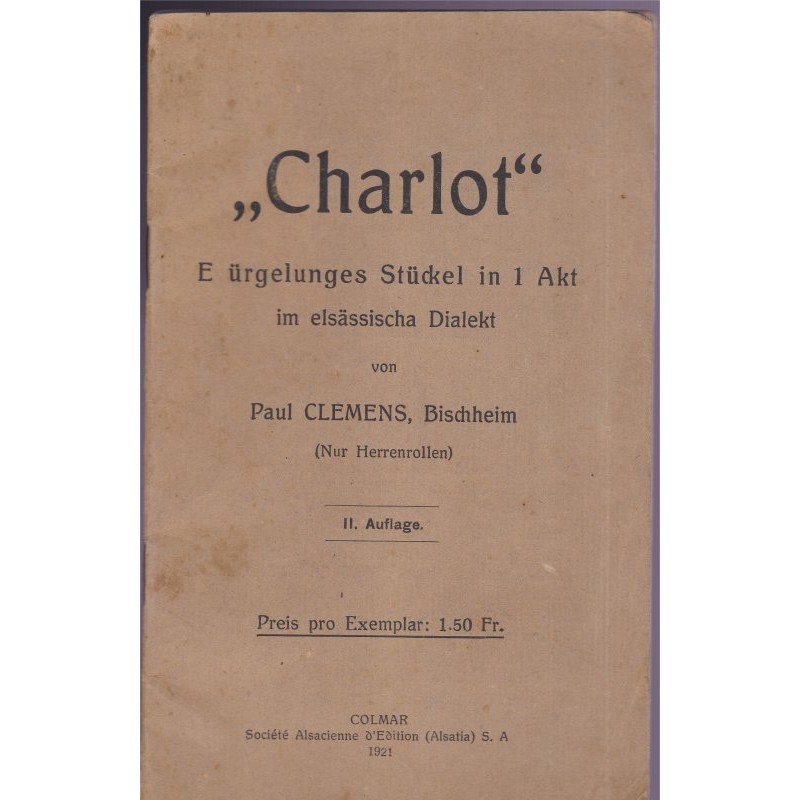 „Charlot“
E ürgelunges Stückel in 1 Akt
im elsässischa Dialekt
von
Paul CLEMENS, Bischheim
(Nur Herrenrollen)
II. Auflage.
Preis pro Exemplar: 1.50 Fr.
COLMAR
Société Alsacienne d'Edition (Alsatia) S. A
1921